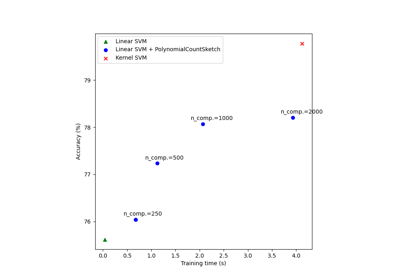 Linear SVM
Linear SVM + PolynomialCountSketch
Kernel SVM
79
n_comp.=2000
n_comp.=1000
78
Accuracy (%)
n_comp.=500
77
n_comp.=250
76
0.0 0.5 1.0 1.5 2.0 2.5 3.0 3.5 4.0
Training time (s)